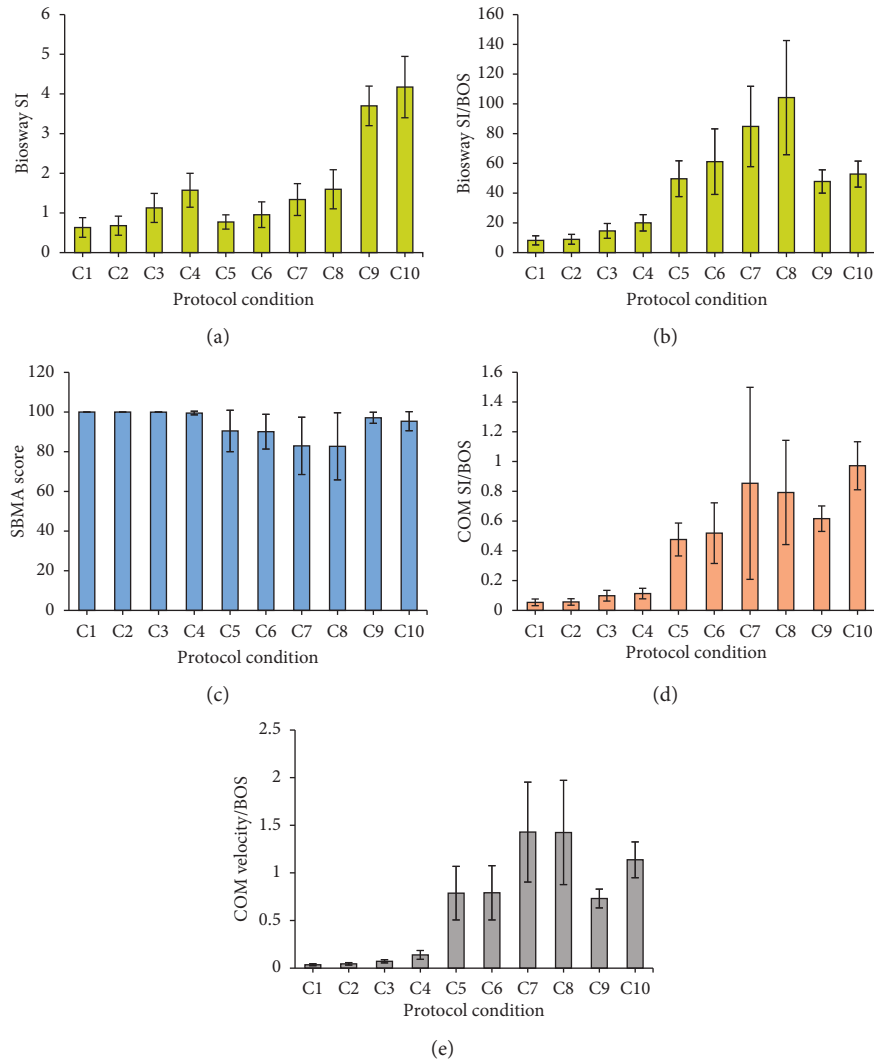 Biosway SI
7
6
5
4
3
2
1
0
C1 C2 C3 C4 C5 C6 C7 C8 C9 C10
Protocol condition
(a)
Biosway SI/BOS
160
140
120
100
80
60
40
20
0
C1 C2 C3 C4 C5 C6 C7 C8 C9 C10
Protocol condition
(b)
SBMA score
120
100
80
60
40
20
0
C1 C2 C3 C4 C5 C6 C7 C8 C9 C10
Protocol condition
(c)
COM SI/BOS
1.6
1.4
1.2
1
0.8
0.6
0.4
0.2
0
C1 C2 C3 C4 C5 C6 C7 C8 C9 C10
Protocol condition
(d)
COM velocity/BOS
2.5
2
1.5
1
0.5
0
C1 C2 C3 C4 C5 C6 C7 C8 C9 C10
Protocol condition
(e)